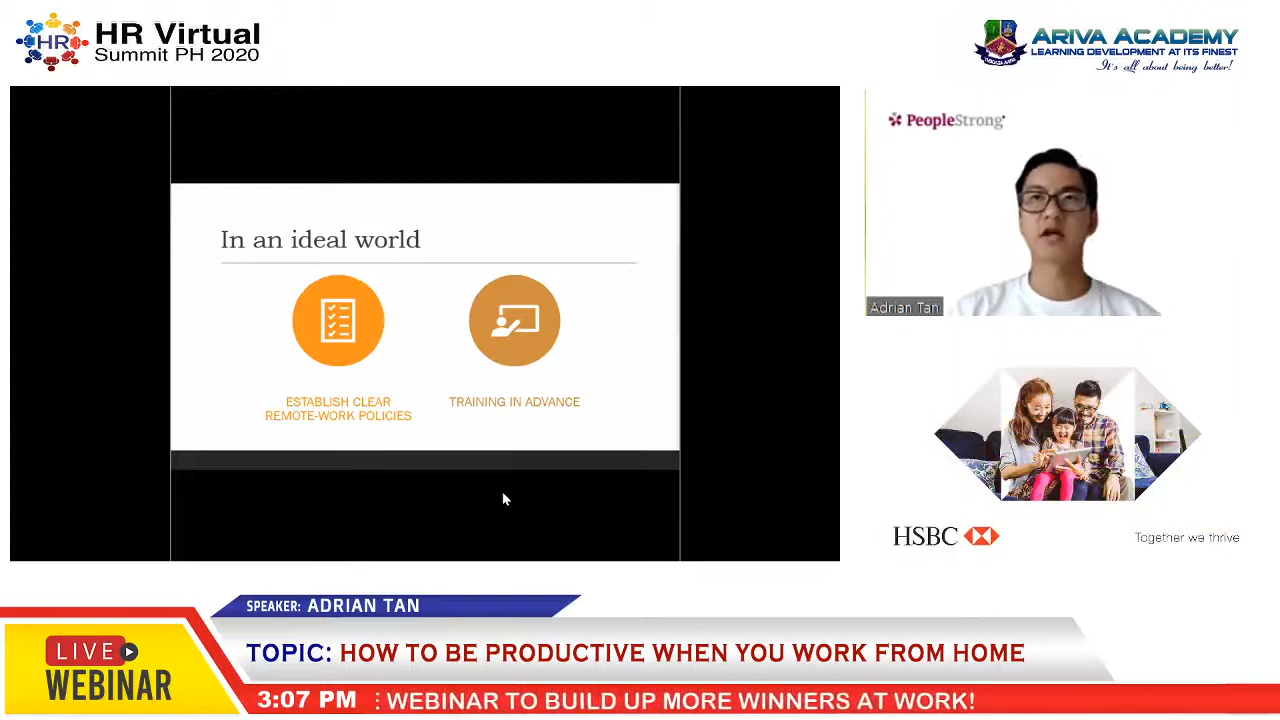 HR
HR Virtual
Summit PH 2020
ARIVA ACADEMY
LEARNING DEVELOPMENT AT ITS FINEST
It's all about being better!
PeopleStrong
In an ideal world
ESTABLISH CLEAR
REMOTE-WORK POLICIES
TRAINING IN ADVANCE
Adrian Tan
HSBC
Together we thrive
SPEAKER: ADRIAN TAN
LIVE
WEBINAR
TOPIC: HOW TO BE PRODUCTIVE WHEN YOU WORK FROM HOME
3:07 PM
WEBINAR TO BUILD UP MORE WINNERS AT WORK!